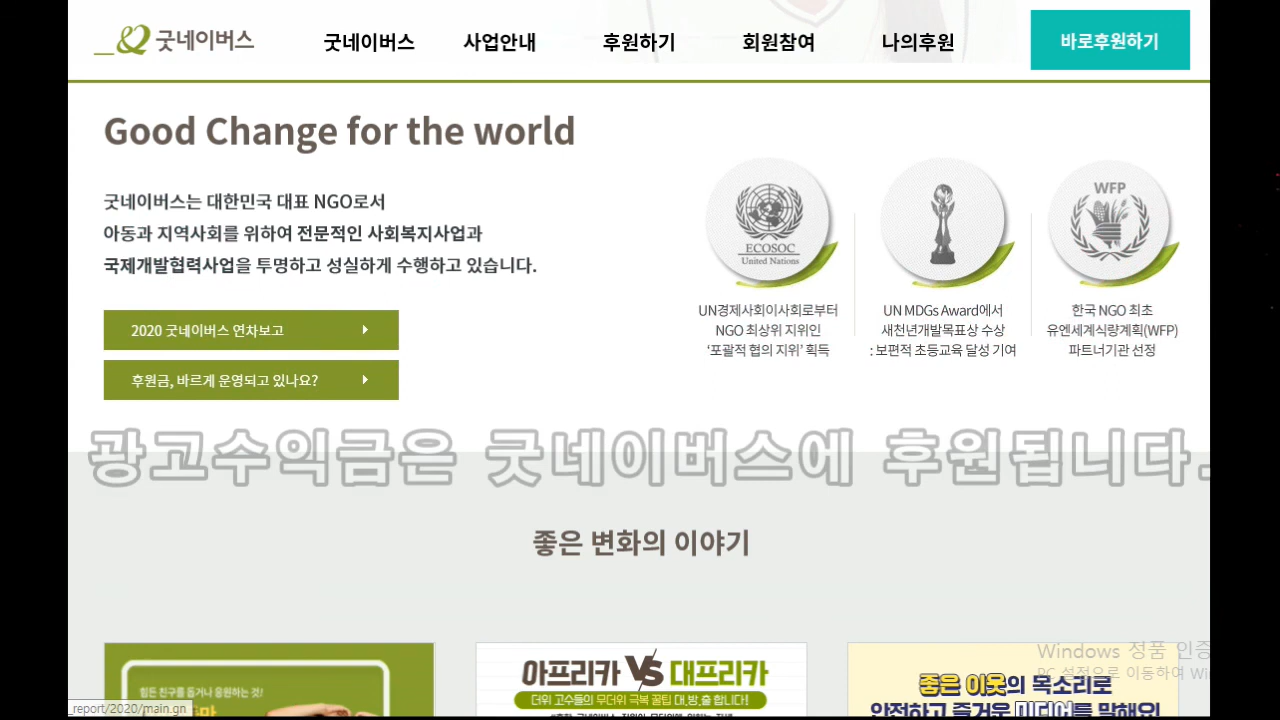 굿네이버스
굿네이버스 사업안내 후원하기 회원참여 나의후원
바로후원하기
Good Change for the world
굿네이버스는 대한민국 대표 NGO로서
아동과 지역사회를 위하여 전문적인 사회복지사업과
국제개발협력사업을 투명하고 성실하게 수행하고 있습니다.
2020 굿네이버스 연차보고
후원금, 바르게 운영되고 있나요?
ECOSOC
United Nations
UN경제사회이사회로부터
NGO 최상위 지위인
‘포괄적 협의 지위’ 획득
UN MDGs Award에서
새천년개발목표상 수상
: 보편적 초등교육 달성 기여
WFP
한국 NGO 최초
유엔세계식량계획(WFP)
파트너기관 선정
광고수익금은 굿네이버스에 후원됩니다.
좋은 변화의 이야기
힘든 친구를 돕거나 응원하는 것!
아프리카 VS 대프리카
더위 고수들의 무더위 극복 꿀팁 대.방.출 합니다!
좋은 이웃의 목소리로
안전하고 즐거운 미디어를 말해요!
Windows 정품 인증
PC 설정으로 이동하여 Wi
_report/2020/main.gn